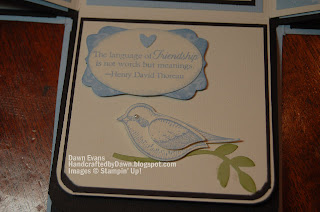 The language of Friendship
is not words but meanings.
—Henry David Thoreau
Dawn Evans
HandcraftedbyDawn.blogspot.com
Images © Stampin' Up!